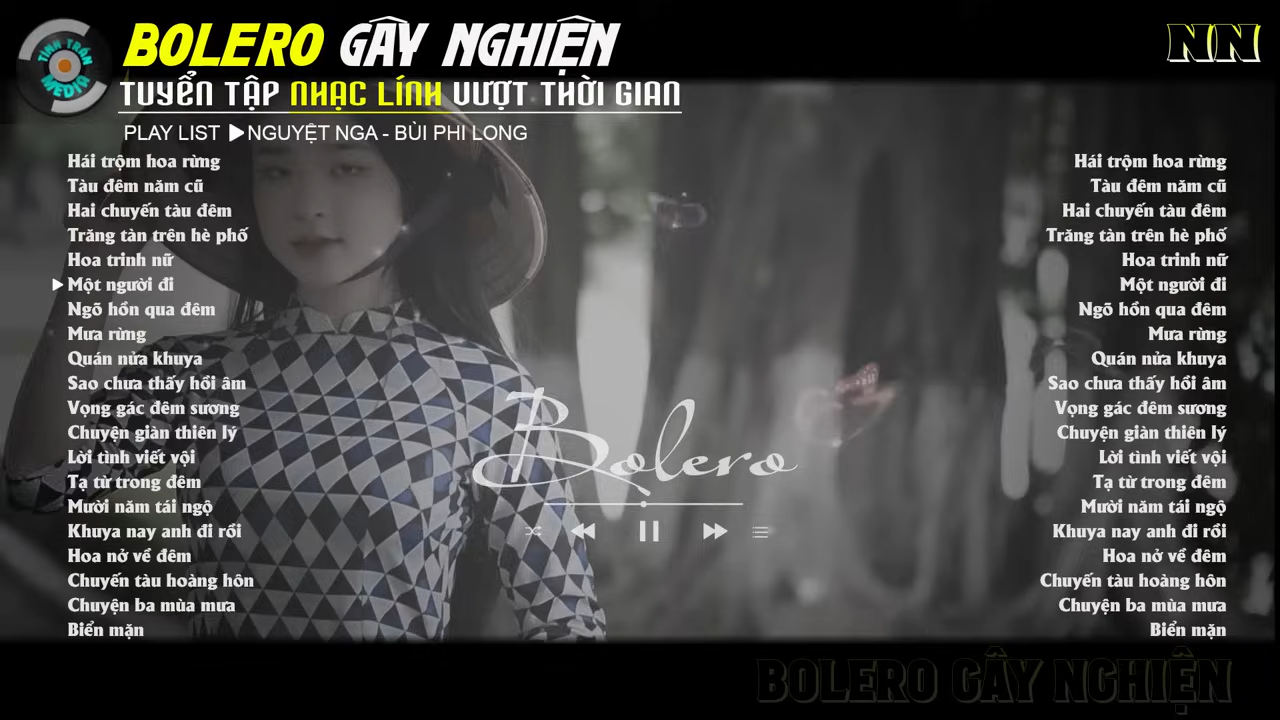 TÌNH TRẦN
MEDIA
BOLERO GÂY NGHIỆN
NN
TUYỂN TẬP NHẠC LÍNH VƯỢT THỜI GIAN
PLAY LIST ▶NGUYỆT NGA - BÙI PHI LONG
Hái trộm hoa rừng
Tàu đêm năm cũ
Hai chuyến tàu đêm
Trăng tàn trên hè phố
Hoa trinh nữ
Một người đi
Ngõ hồn qua đêm
Mưa rừng
Quán nửa khuya
Sao chưa thấy hồi âm
Vọng gác đêm sương
Chuyện giàn thiên lý
Lời tình viết vội
Tạ từ trong đêm
Mười năm tái ngộ
Khuya nay anh đi rồi
Hoa nở về đêm
Chuyến tàu hoàng hôn
Chuyện ba mùa mưa
Biển mặn
Hái trộm hoa rừng
Tàu đêm năm cũ
Hai chuyến tàu đêm
Trăng tàn trên hè phố
Hoa trinh nữ
Một người đi
Ngõ hồn qua đêm
Mưa rừng
Quán nửa khuya
Sao chưa thấy hồi âm
Vọng gác đêm sương
Chuyện giàn thiên lý
Lời tình viết vội
Tạ từ trong đêm
Mười năm tái ngộ
Khuya nay anh đi rồi
Hoa nở về đêm
Chuyến tàu hoàng hôn
Chuyện ba mùa mưa
Biển mặn
Bolero
BOLERO GÂY NGHIỆN